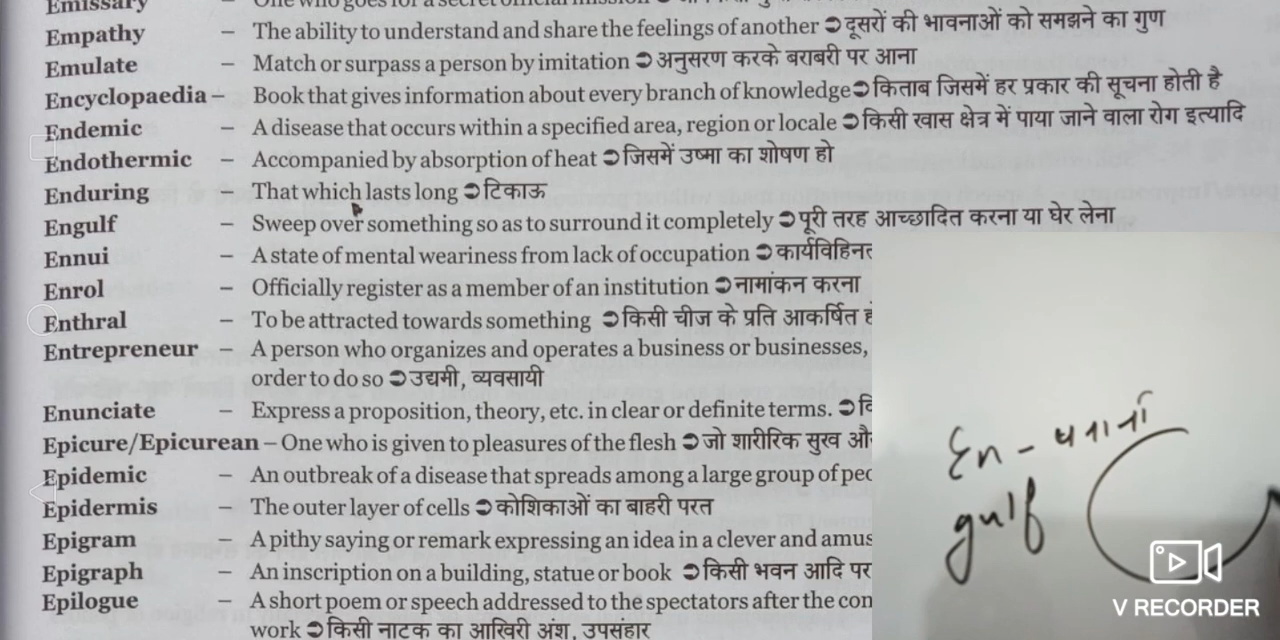 Emissary – One who goes for a secret official mission ➲
Empathy – The ability to understand and share the feelings of another ➲ दूसरों की भावनाओं को समझने का गुण
Emulate – Match or surpass a person by imitation ➲ अनुसरण करके बराबरी पर आना
Encyclopaedia – Book that gives information about every branch of knowledge ➲ किताब जिसमें हर प्रकार की सूचना होती है
Endemic – A disease that occurs within a specified area, region or locale ➲ किसी खास क्षेत्र में पाया जाने वाला रोग इत्यादि
Endothermic – Accompanied by absorption of heat ➲ जिसमें उष्मा का शोषण हो
Enduring – That which lasts long ➲ टिकाऊ
Engulf – Sweep over something so as to surround it completely ➲ पूरी तरह आच्छादित करना या घेर लेना
Ennui – A state of mental weariness from lack of occupation ➲
Enrol – Officially register as a member of an institution ➲ नामांकन करना
Enthral – To be attracted towards something ➲ किसी चीज के प्रति आकर्षित
Entrepreneur – A person who organizes and operates a business or businesses,
order to do so ➲ उद्यमी, व्यवसायी
Enunciate – Express a proposition, theory, etc. in clear or definite terms. ➲
Epicure/Epicurean – One who is given to pleasures of the flesh ➲ जो शारीरिक सुख
Epidemic – An outbreak of a disease that spreads among a large group of
Epidermis – The outer layer of cells ➲ कोशिकाओं का बाहरी परत
Epigram – A pithy saying or remark expressing an idea in a clever and
Epigraph – An inscription on a building, statue or book ➲ किसी भवन आदि पर
Epilogue – A short poem or speech addressed to the spectators after the
work ➲ किसी नाटक का आखिरी अंश, उपसंहार
En –
gulf
V RECORDER